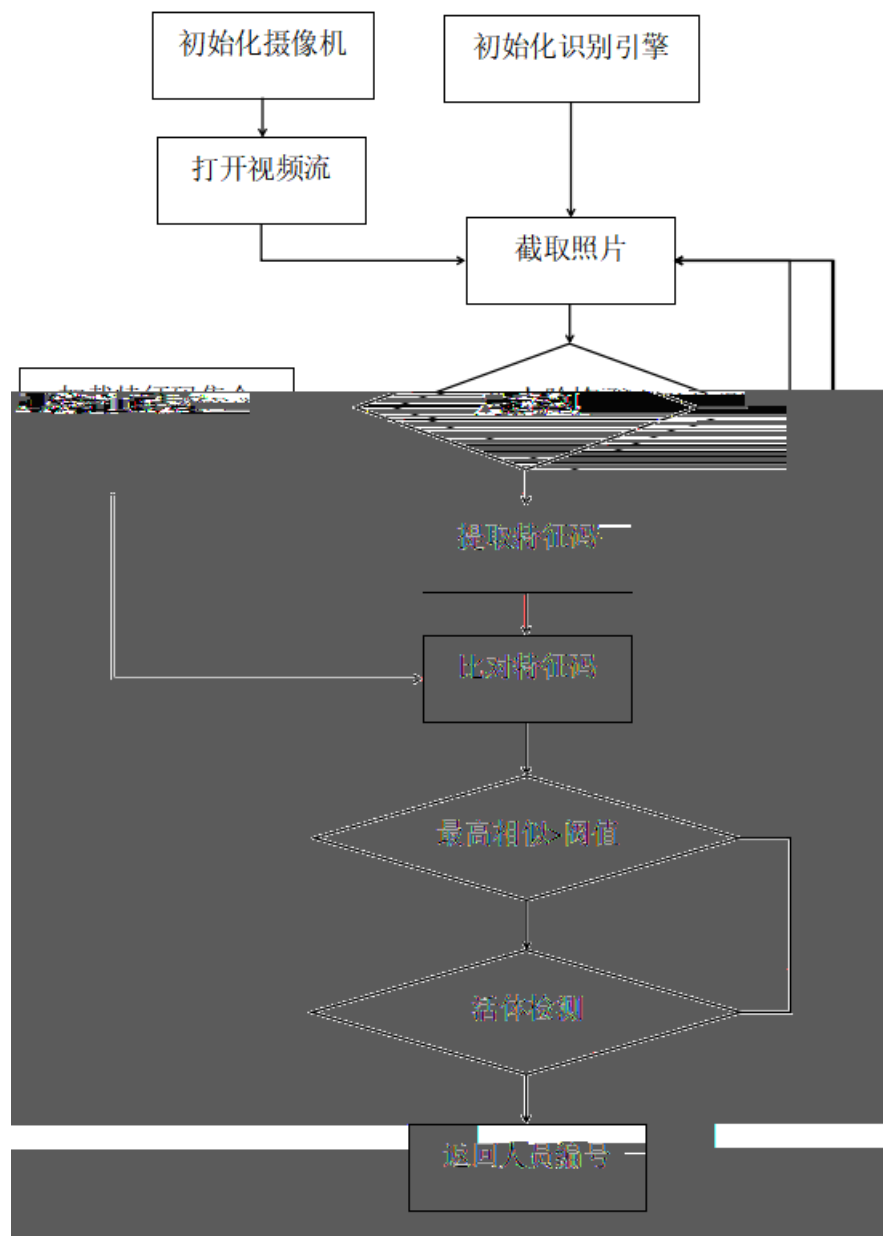 初始化摄像机
初始化识别引擎
打开视频流
截取照片
提取特征码
比对特征码
最高相似>阈值
活体检测
返回人员编号